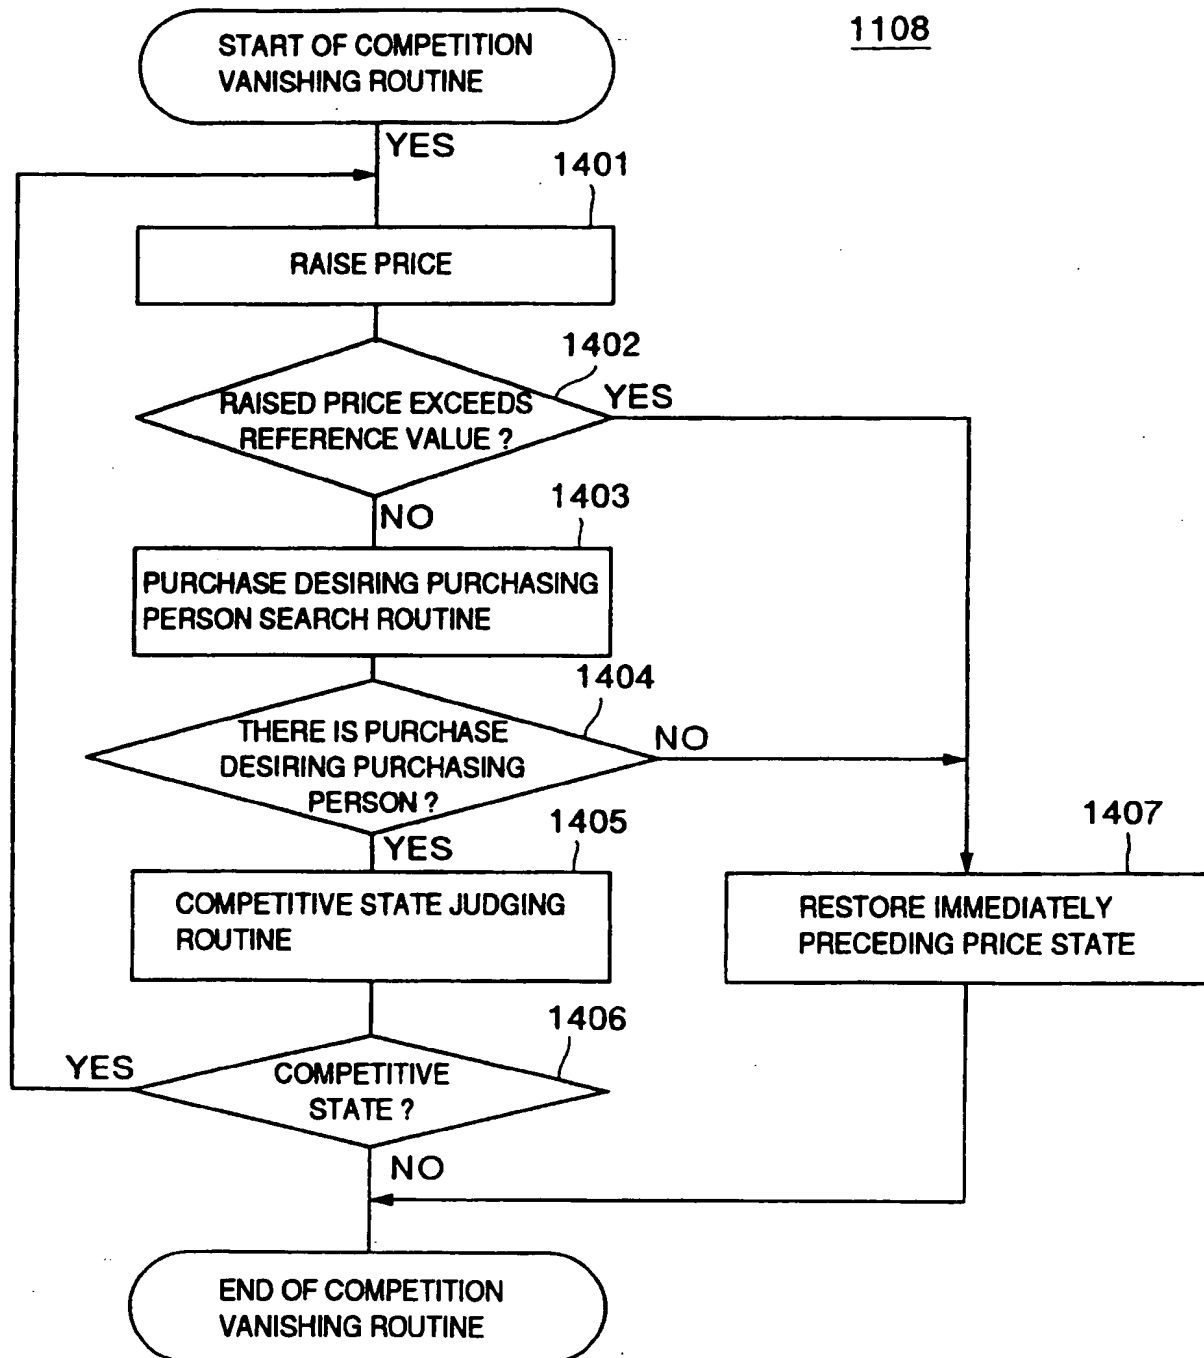 1108
START OF COMPETITION
VANISHING ROUTINE
YES
1401
RAISE PRICE
1402
RAISED PRICE EXCEEDS
REFERENCE VALUE ?
YES
NO
1403
PURCHASE DESIRING PURCHASING
PERSON SEARCH ROUTINE
1404
THERE IS PURCHASE
DESIRING PURCHASING
PERSON ?
NO
YES
1405
COMPETITIVE STATE JUDGING
ROUTINE
1407
RESTORE IMMEDIATELY
PRECEDING PRICE STATE
1406
COMPETITIVE
STATE ?
YES
NO
END OF COMPETITION
VANISHING ROUTINE